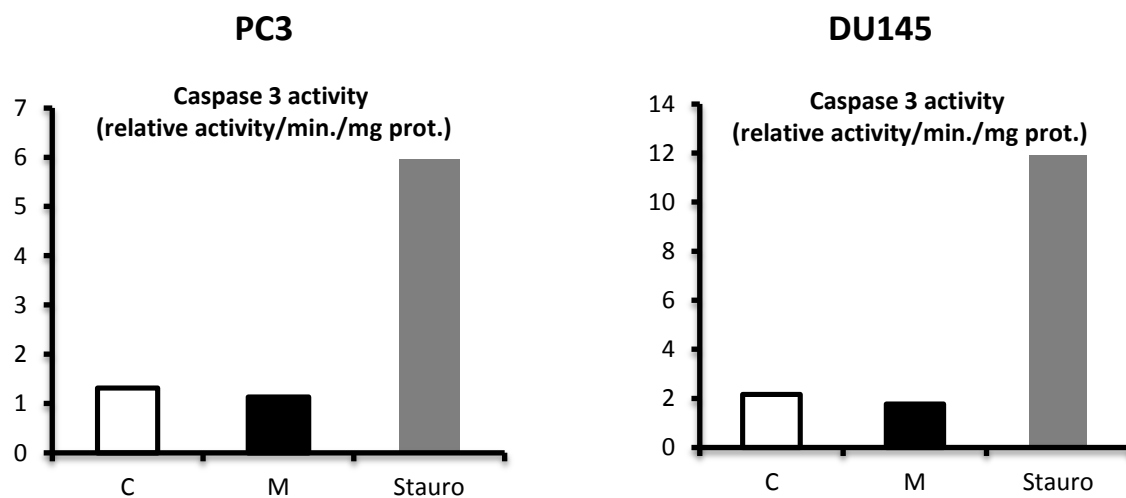 PC3
Caspase 3 activity
(relative activity/min./mg prot.)
7
6
5
4
3
2
1
0
C M Stauro
DU145
Caspase 3 activity
(relative activity/min./mg prot.)
14
12
10
8
6
4
2
0
C M Stauro